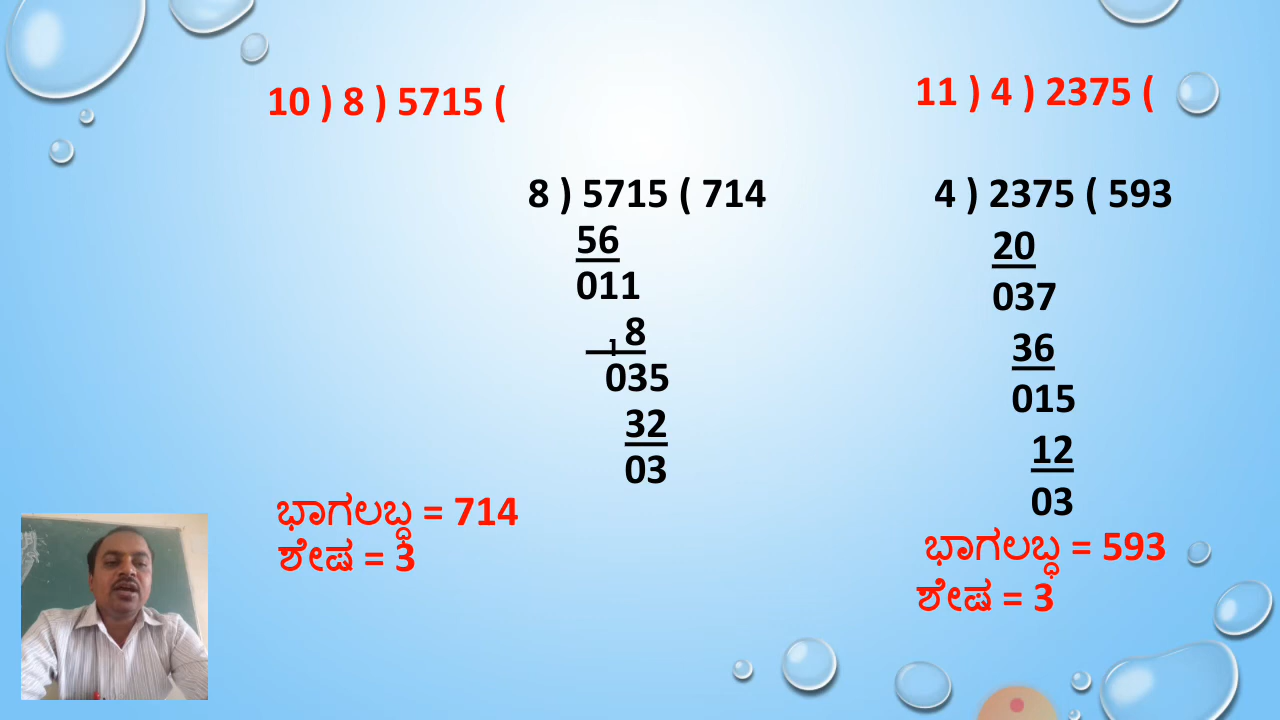 10 ) 8 ) 5715 (
8 ) 5715 ( 714
56
011
8
1
035
32
03
ಭಾಗಲಬ್ಧ = 714
ಶೇಷ = 3
11 ) 4 ) 2375 (
4 ) 2375 ( 593
20
037
36
015
12
03
ಭಾಗಲಬ್ಧ = 593
ಶೇಷ = 3